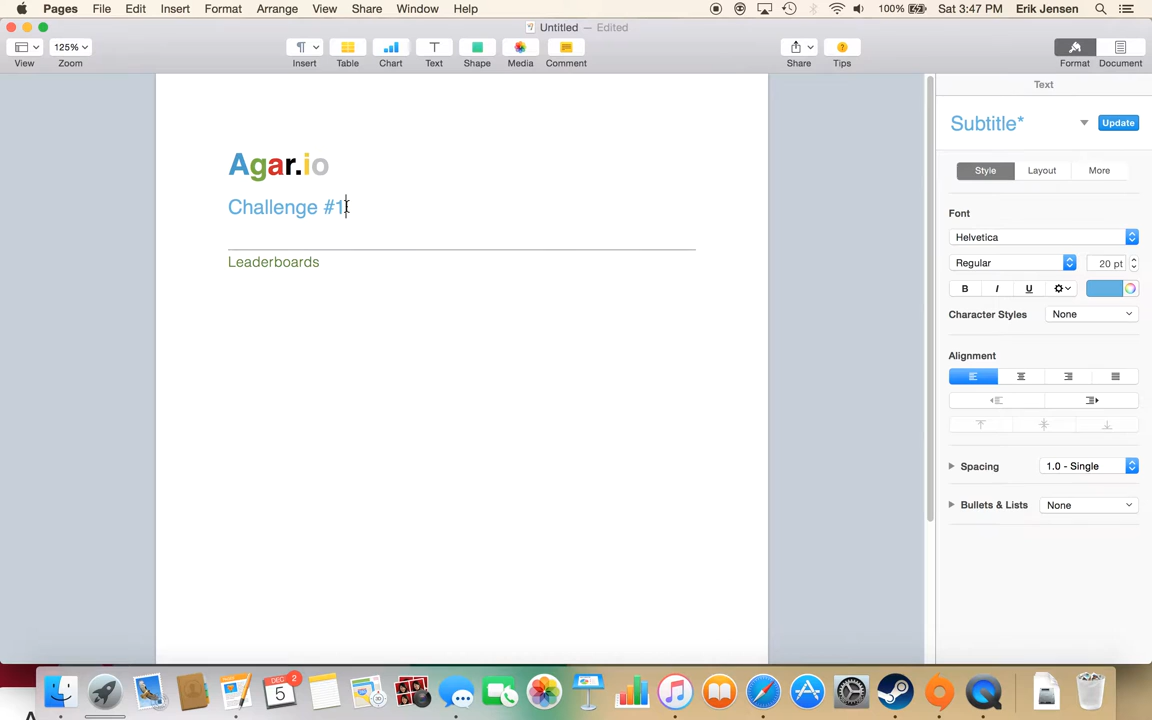 Pages File Edit Insert Format Arrange View Share Window Help
100% Sat 3:47 PM Erik Jensen
Untitled — Edited
125%
View Zoom Insert Table Chart Text Shape Media Comment Share Tips Format Document
Text
Subtitle* Update
Style Layout More
Font
Helvetica
Regular 20 pt
B I U
Character Styles None
Alignment
Spacing 1.0 - Single
Bullets & Lists None
Agar.io
Challenge #1
Leaderboards
DEC 2
5
A